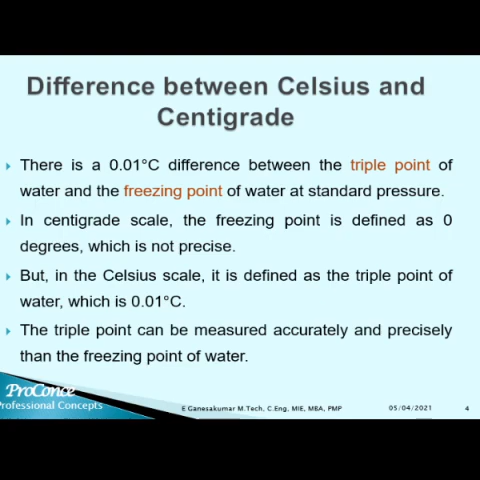 Difference between Celsius and
Centigrade
There is a 0.01°C difference between the triple point of
water and the freezing point of water at standard pressure.
In centigrade scale, the freezing point is defined as 0
degrees, which is not precise.
But, in the Celsius scale, it is defined as the triple point of
water, which is 0.01°C.
The triple point can be measured accurately and precisely
than the freezing point of water.
ProConce
Professional Concepts
E Ganesakumar M.Tech, C.Eng, MIE, MBA, PMP
05/04/2021
4